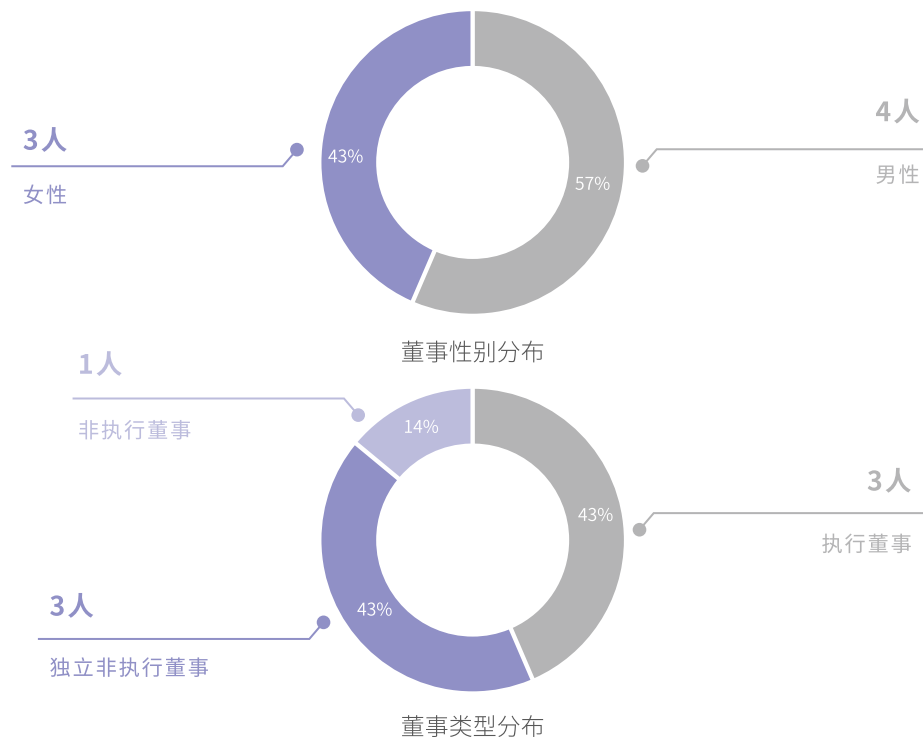 4人
3人
43%
男性
57%
女性
董事性别分布
1人
14%
非执行董事
3人
43%
执行董事
3人
43%
独立非执行董事
董事类型分布